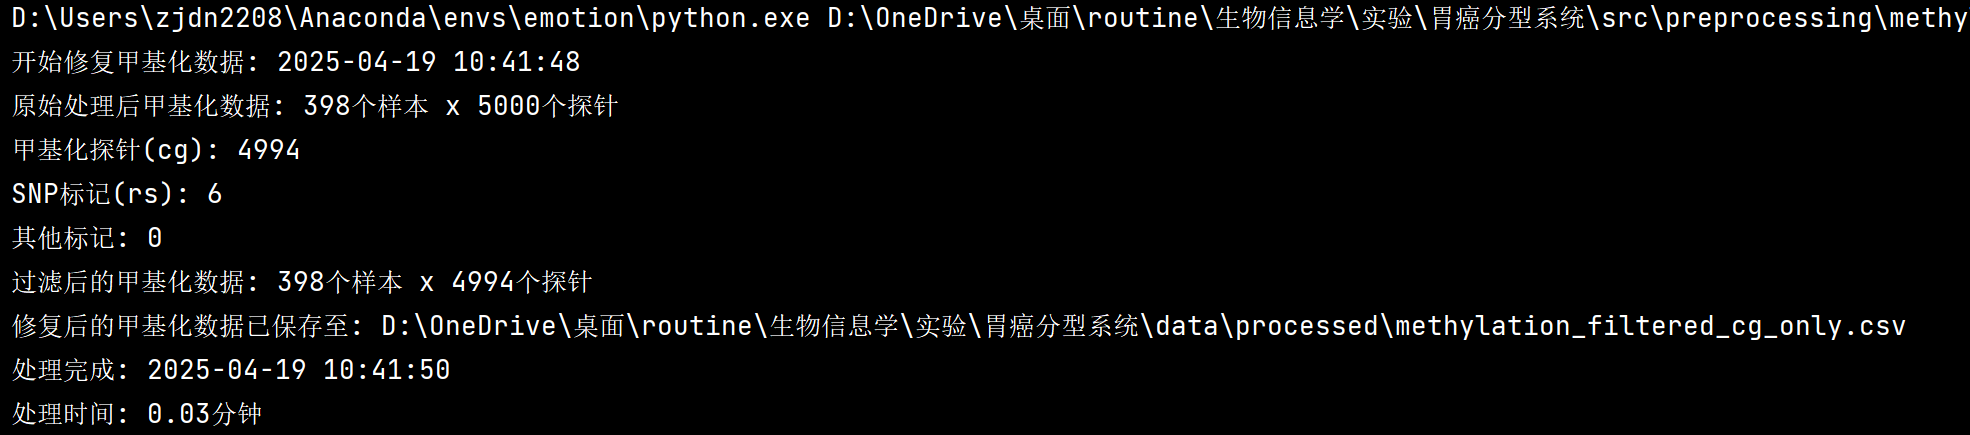 D:\Users\zjdn2208\Anaconda\envs\emotion\python.exe D:\OneDrive\桌面\routine\生物信息学\实验\胃癌分型系统\src\preprocessing\methy
开始修复甲基化数据: 2025-04-19 10:41:48
原始处理后甲基化数据: 398个样本 x 5000个探针
甲基化探针(cg): 4994
SNP标记(rs): 6
其他标记: 0
过滤后的甲基化数据: 398个样本 x 4994个探针
修复后的甲基化数据已保存至: D:\OneDrive\桌面\routine\生物信息学\实验\胃癌分型系统\data\processed\methylation_filtered_cg_only.csv
处理完成: 2025-04-19 10:41:50
处理时间: 0.03分钟